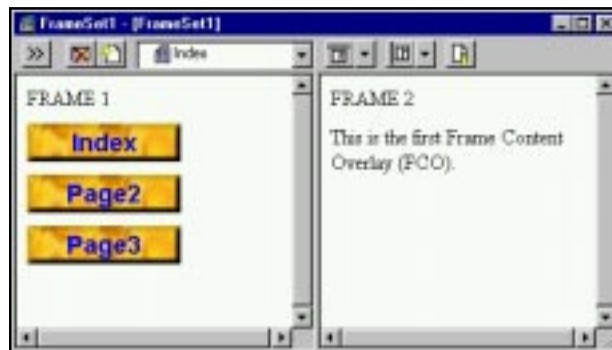 FrameSet1 - [FrameSet1]
Index
FRAME 1
Index
Page2
Page3
FRAME 2
This is the first Frame Content
Overlay (FCO).